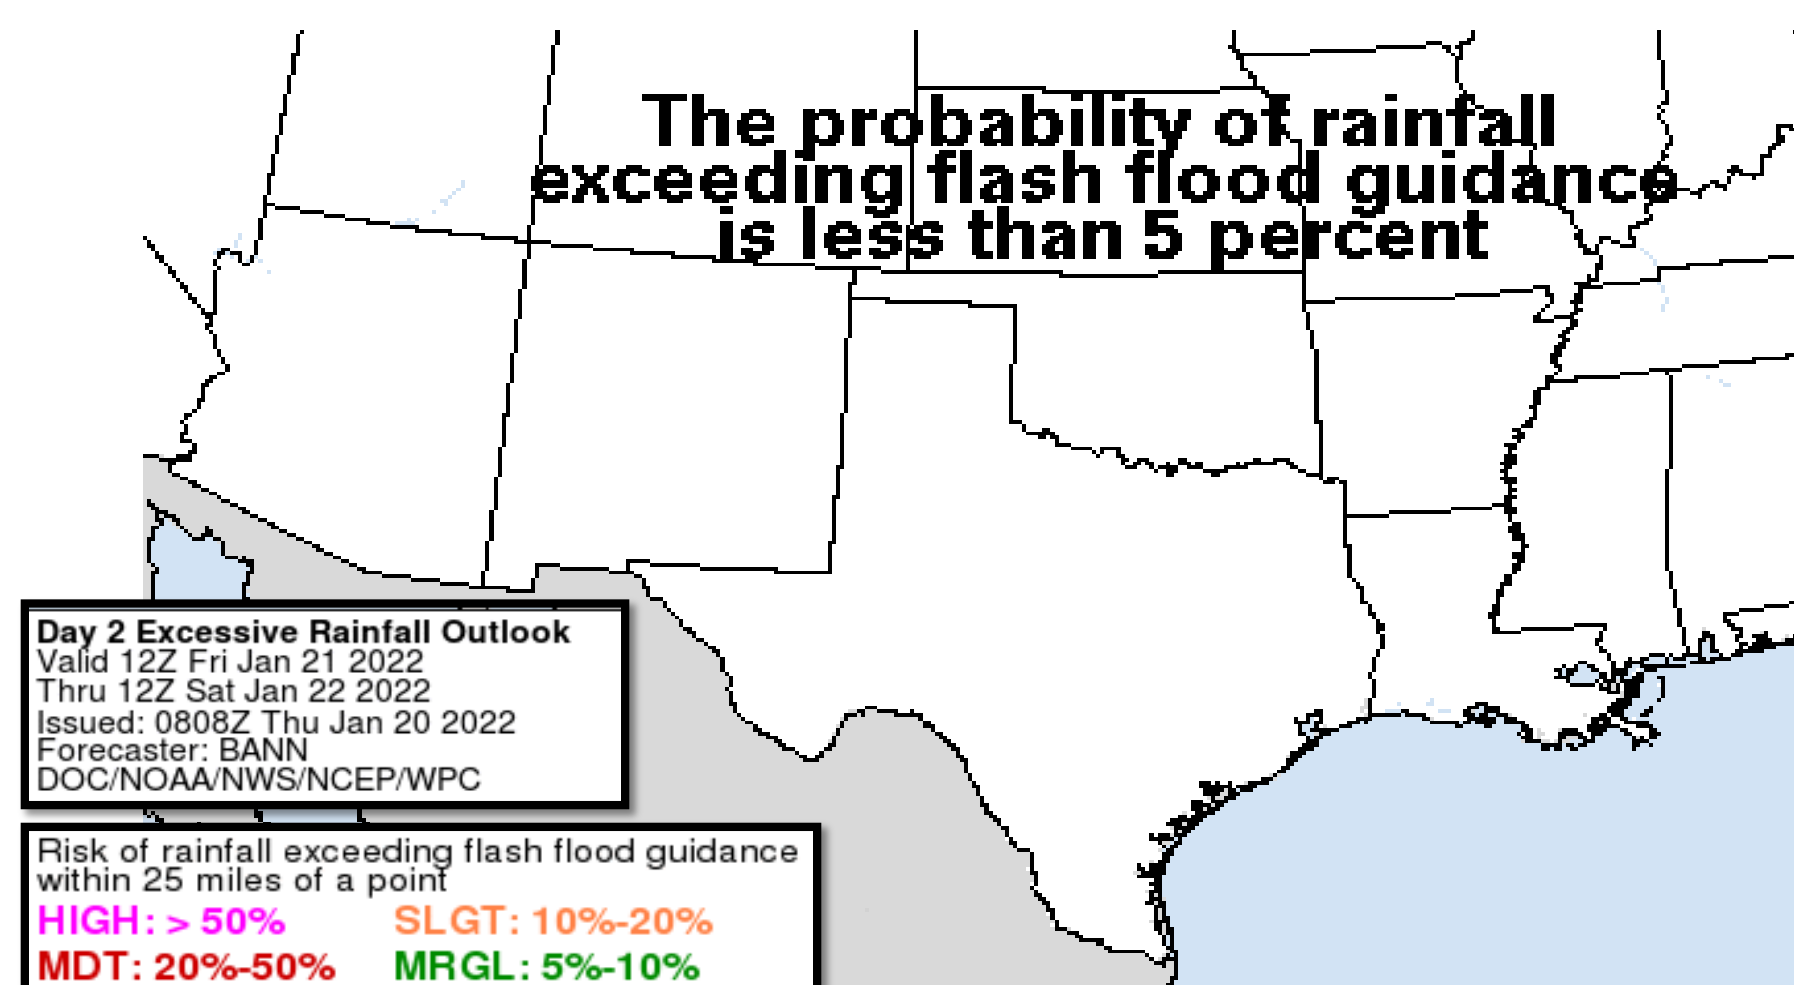 The probability of rainfall
exceeding flash flood guidance
is less than 5 percent
Day 2 Excessive Rainfall Outlook
Valid 12Z Fri Jan 21 2022
Thru 12Z Sat Jan 22 2022
Issued: 0808Z Thu Jan 20 2022
Forecaster: BANN
DOC/NOAA/NWS/NCEP/WPC
Risk of rainfall exceeding flash flood guidance
within 25 miles of a point
HIGH: > 50% SLGT: 10%-20%
MDT: 20%-50% MRGL: 5%-10%